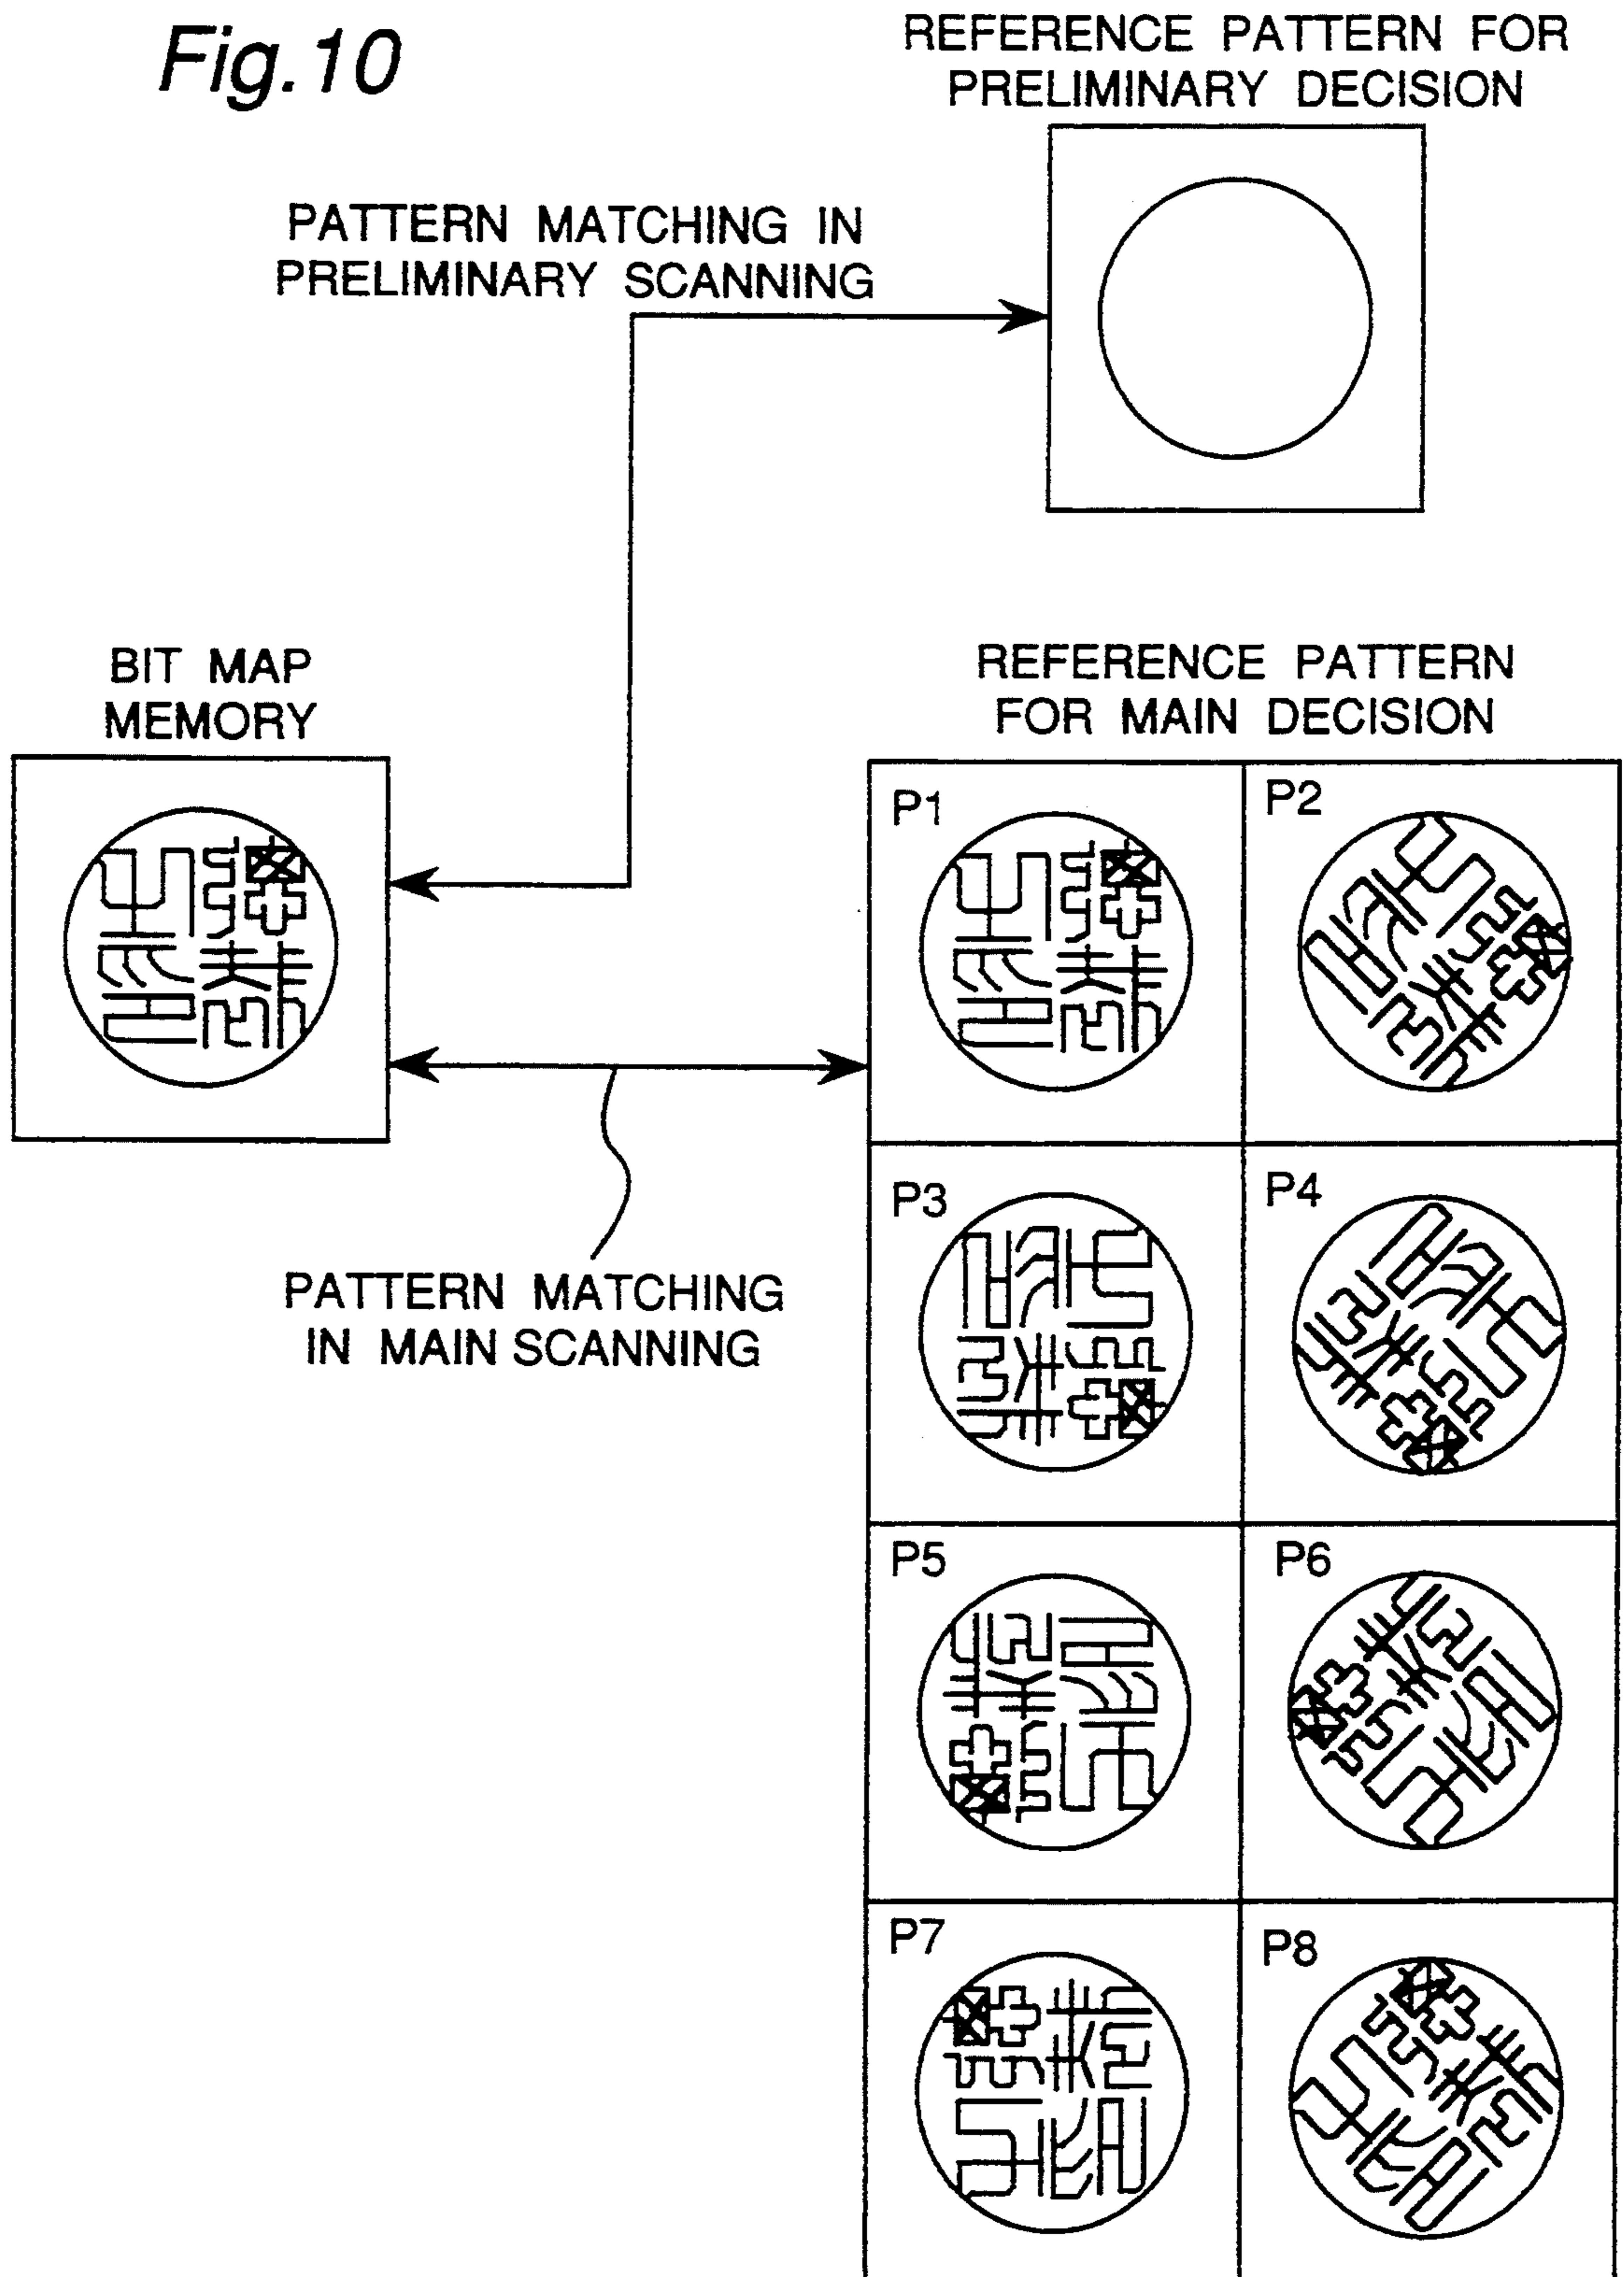 Fig.10
REFERENCE PATTERN FOR
PRELIMINARY DECISION
PATTERN MATCHING IN
PRELIMINARY SCANNING
BIT MAP
MEMORY
REFERENCE PATTERN
FOR MAIN DECISION
P1
P2
P3
P4
PATTERN MATCHING
IN MAIN SCANNING
P5
P6
P7
P8